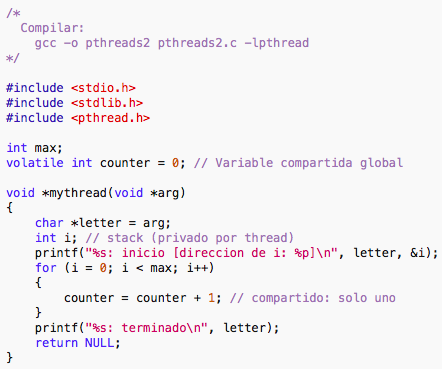 /*
  Compilar:
    gcc -o pthreads2 pthreads2.c -lpthread
*/

#include <stdio.h>
#include <stdlib.h>
#include <pthread.h>

int max;
volatile int counter = 0; // Variable compartida global

void *mythread(void *arg)
{
    char *letter = arg;
    int i; // stack (privado por thread)
    printf("%s: inicio [direccion de i: %p]\n", letter, &i);
    for (i = 0; i < max; i++)
    {
        counter = counter + 1; // compartido: solo uno
    }
    printf("%s: terminado\n", letter);
    return NULL;
}